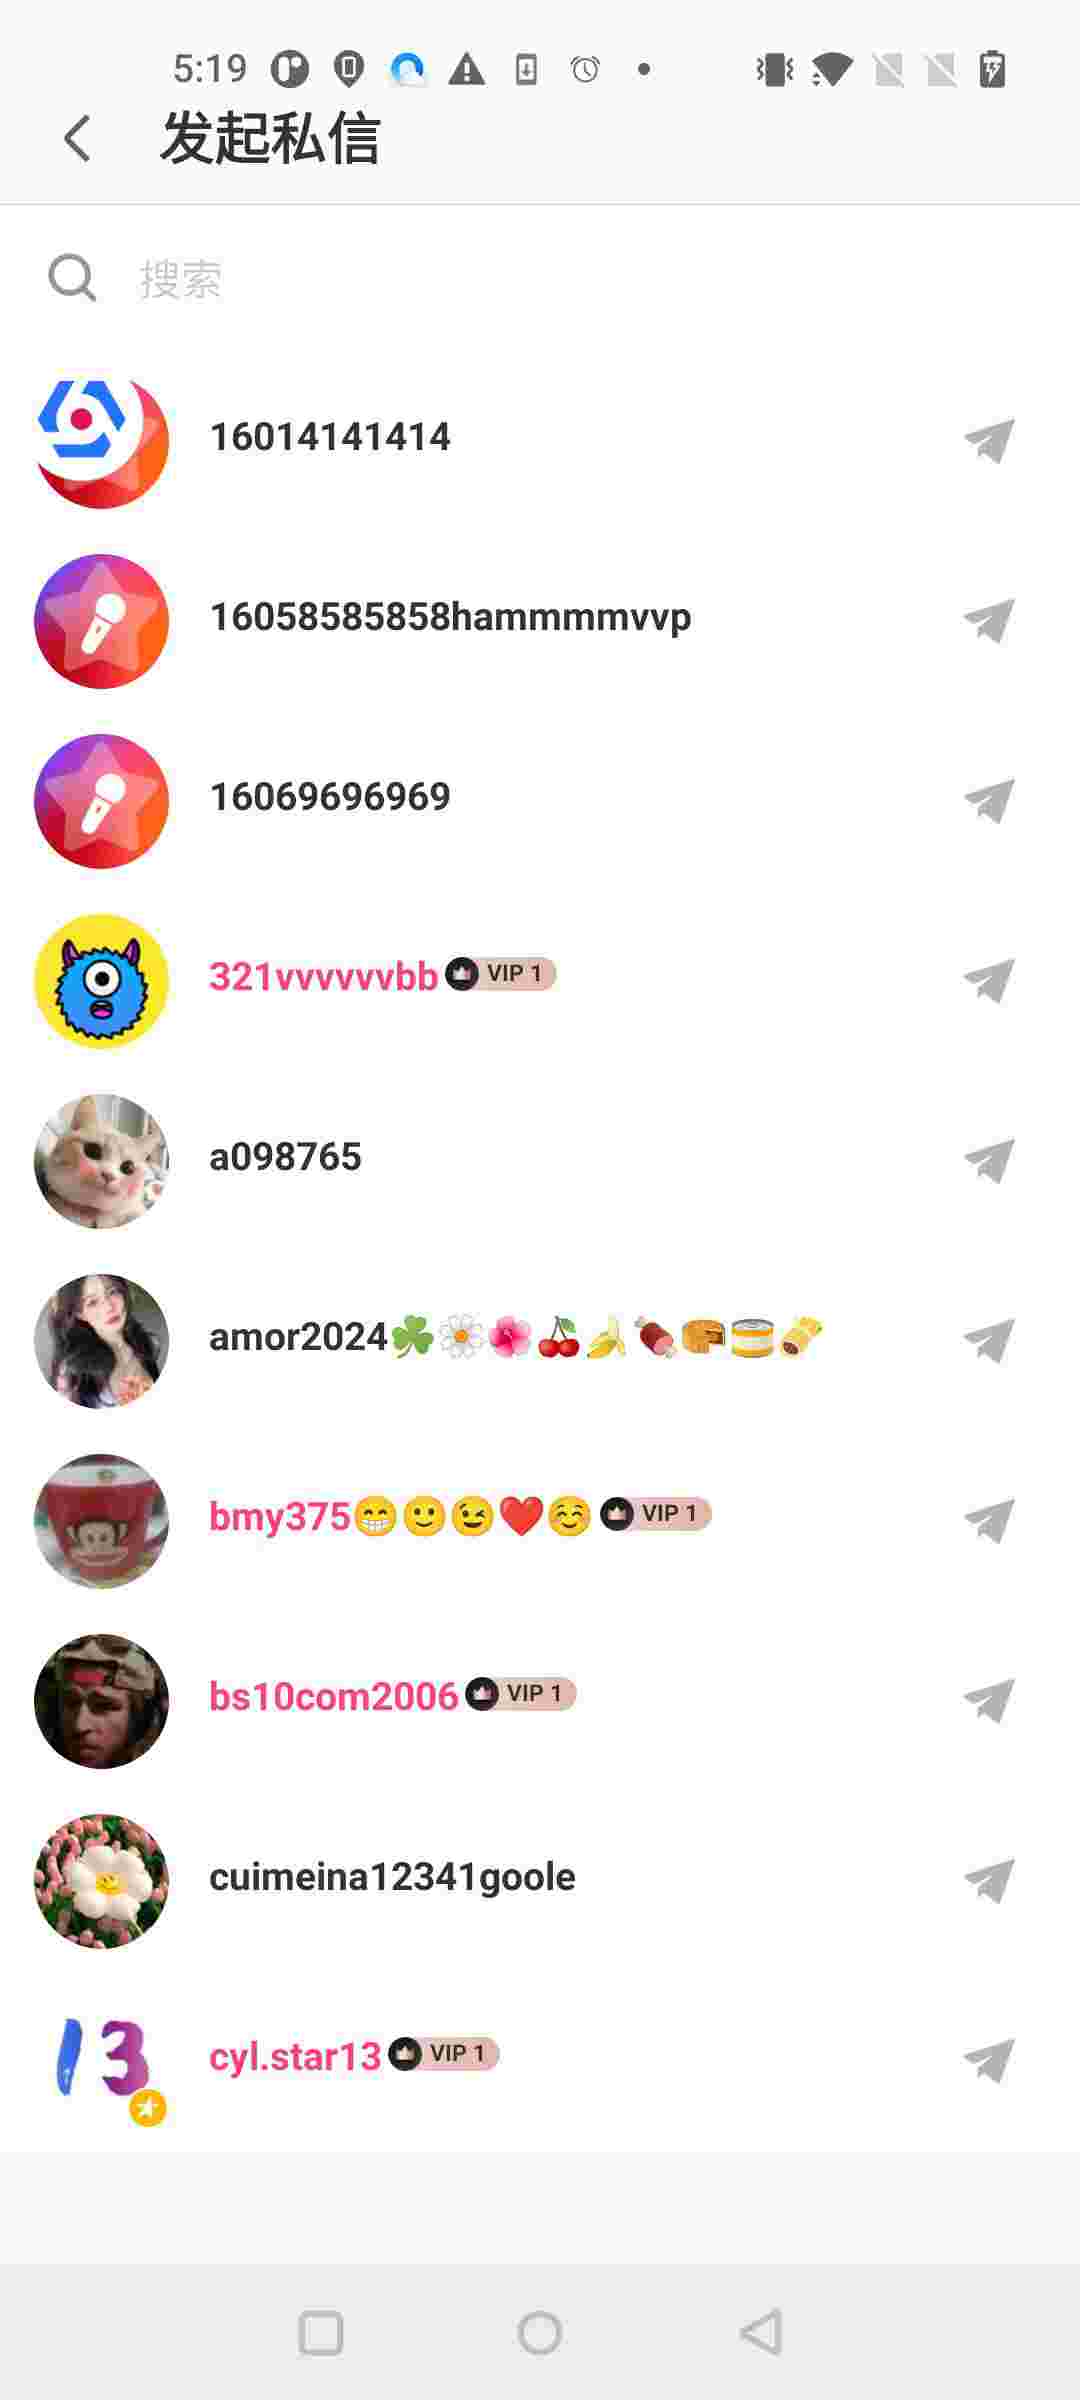 5:19
发起私信
搜索
16014141414
16058585858hammmmvvp
16069696969
321vvvvvvbb VIP 1
a098765
amor2024☘️🌼🌺🍒🍌🍖🥮🥫🫔
bmy375😁🙂😉❤️☺️ VIP 1
bs10com2006 VIP 1
cuimeina12341goole
13
cyl.star13 VIP 1